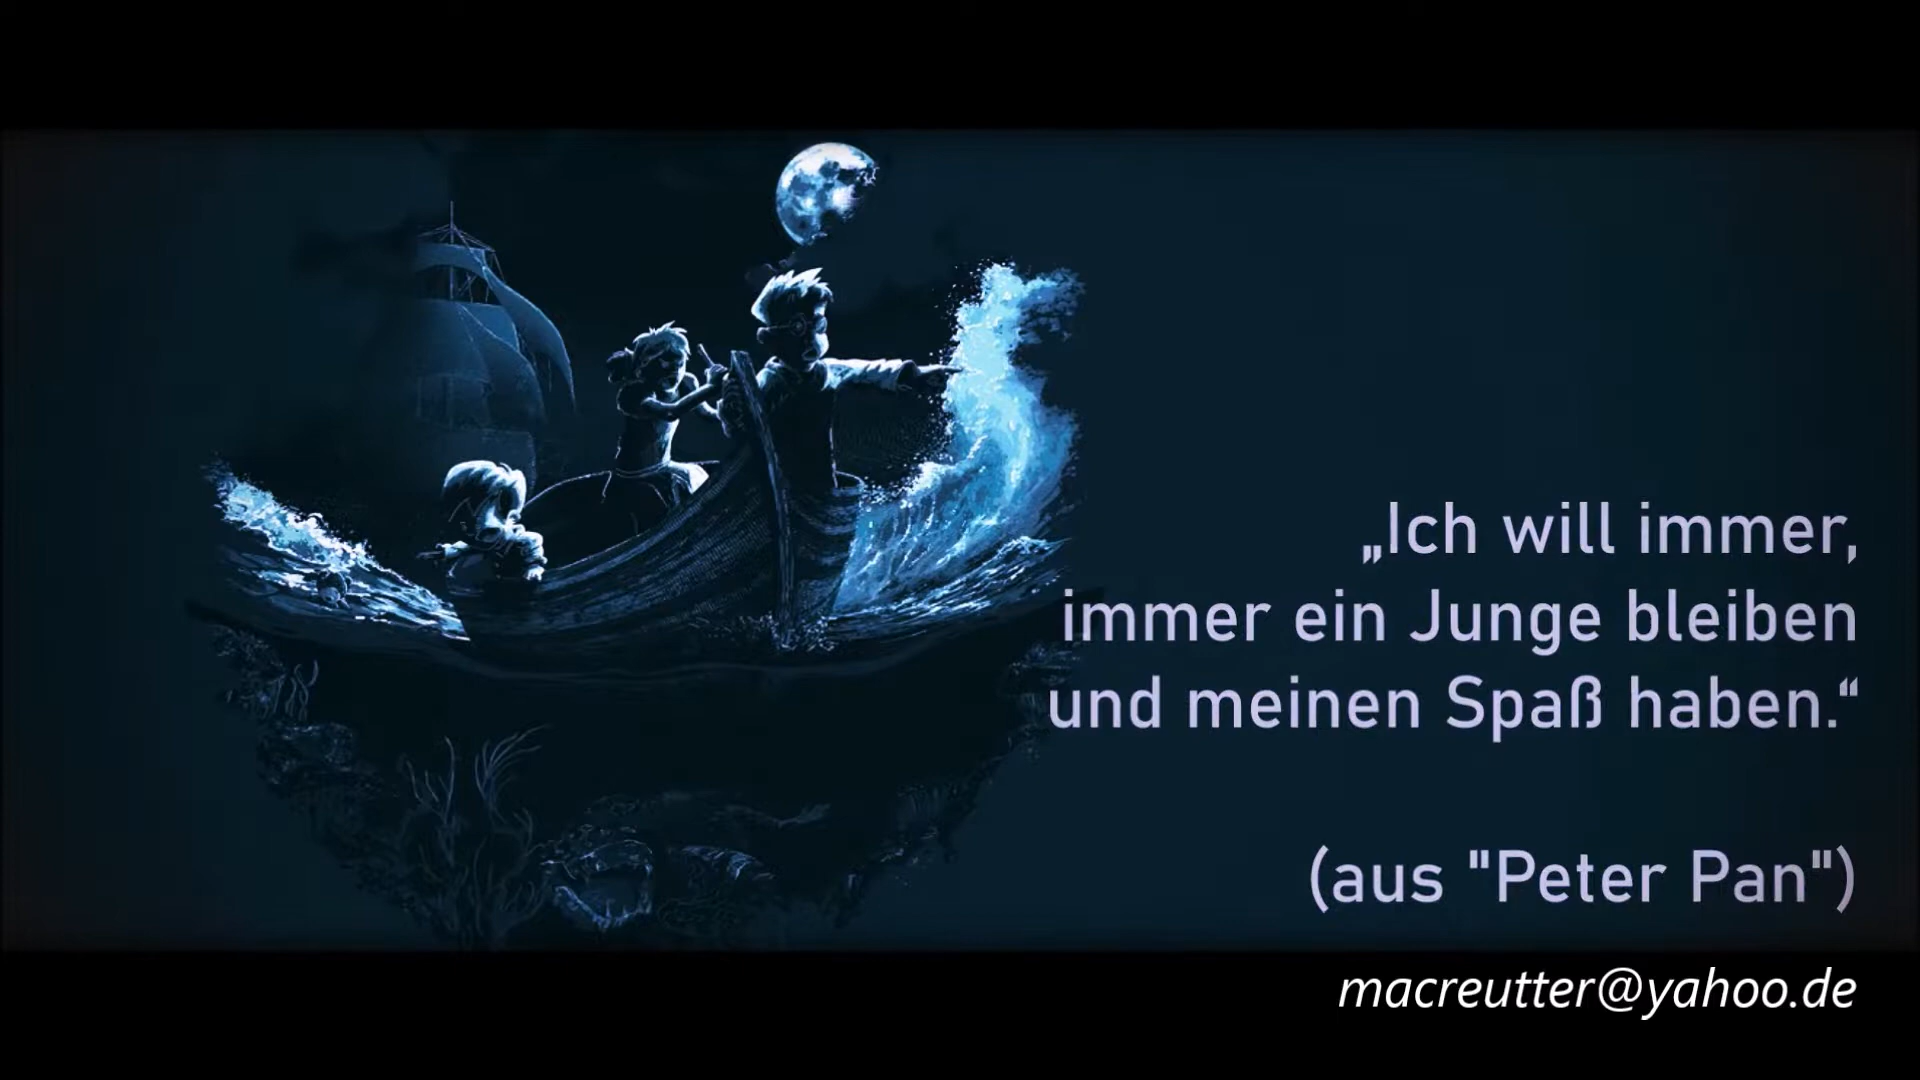 „Ich will immer,
immer ein Junge bleiben
und meinen Spaß haben.“
(aus "Peter Pan")
macreutter@yahoo.de